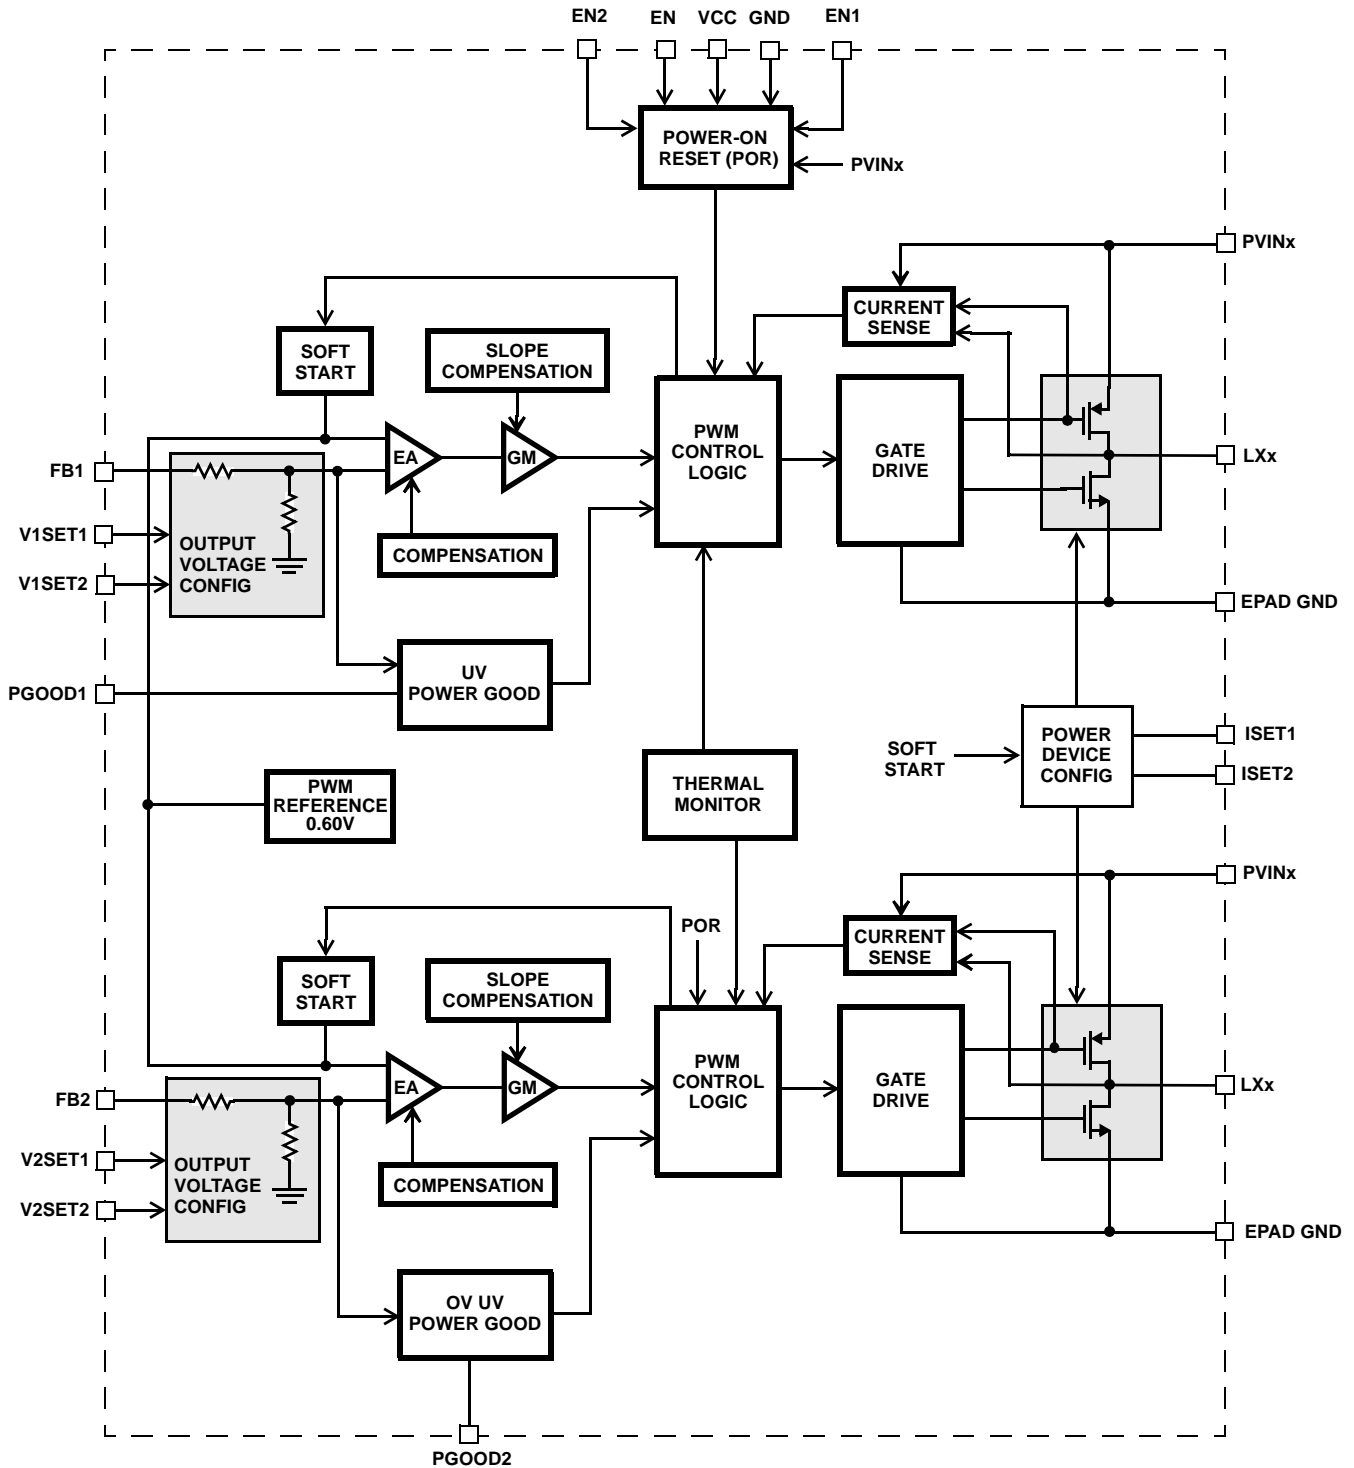 EN2
EN
VCC
GND
EN1
POWER-ON
RESET (POR)
PVINx
PVINx
CURRENT
SENSE
SOFT
START
SLOPE
COMPENSATION
PWM
CONTROL
LOGIC
GATE
DRIVE
EA
GM
FB1
LXx
V1SET1
V1SET2
OUTPUT
VOLTAGE
CONFIG
COMPENSATION
EPAD GND
UV
POWER GOOD
PGOOD1
SOFT
START
POWER
DEVICE
CONFIG
ISET1
ISET2
PWM
REFERENCE
0.60V
THERMAL
MONITOR
PVINx
POR
CURRENT
SENSE
SOFT
START
SLOPE
COMPENSATION
PWM
CONTROL
LOGIC
GATE
DRIVE
EA
GM
FB2
LXx
V2SET1
V2SET2
OUTPUT
VOLTAGE
CONFIG
COMPENSATION
EPAD GND
OV UV
POWER GOOD
PGOOD2